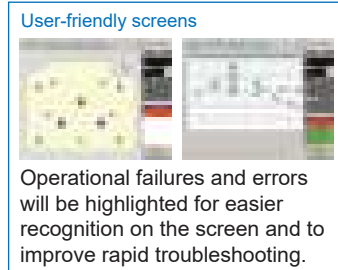 User-friendly screens
Operational failures and errors
will be highlighted for easier
recognition on the screen and to
improve rapid troubleshooting.